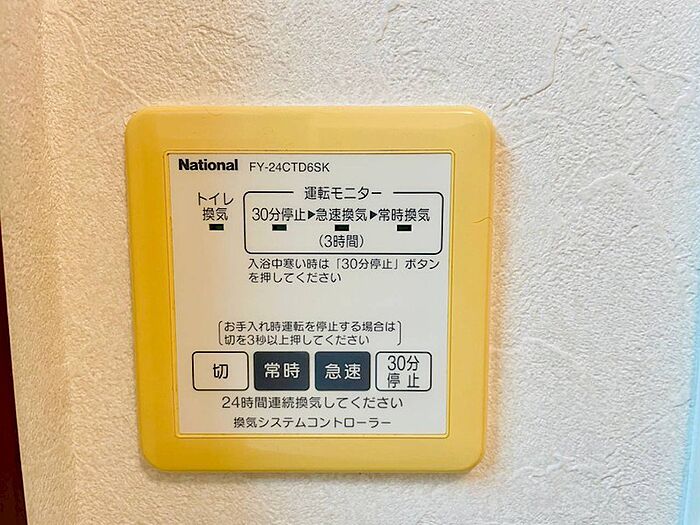 National FY-24CTD6SK
運転モニター
トイレ
換気
30分停止▶急速換気▶常時換気
(3時間)
入浴中寒い時は「30分停止」ボタン
を押してください
お手入れ時運転を停止する場合は
切を3秒以上押してください
切 常時 急速 30分
停止
24時間連続換気してください
換気システムコントローラー